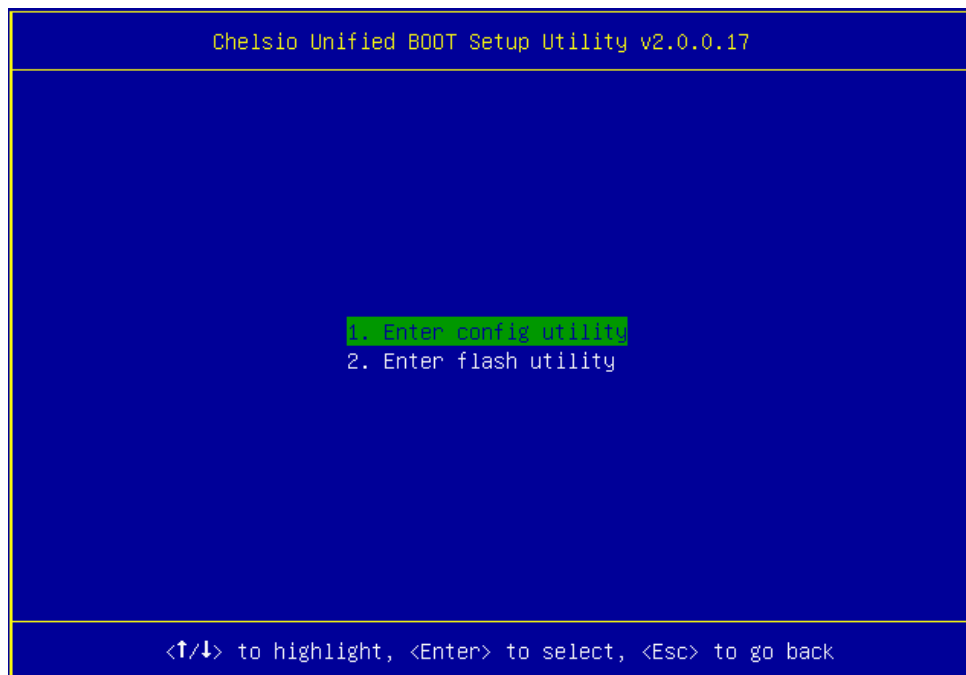 Chelsio Unified BOOT Setup Utility v2.0.0.17
1. Enter config utility
2. Enter flash utility
<↑/↓> to highlight, <Enter> to select, <Esc> to go back